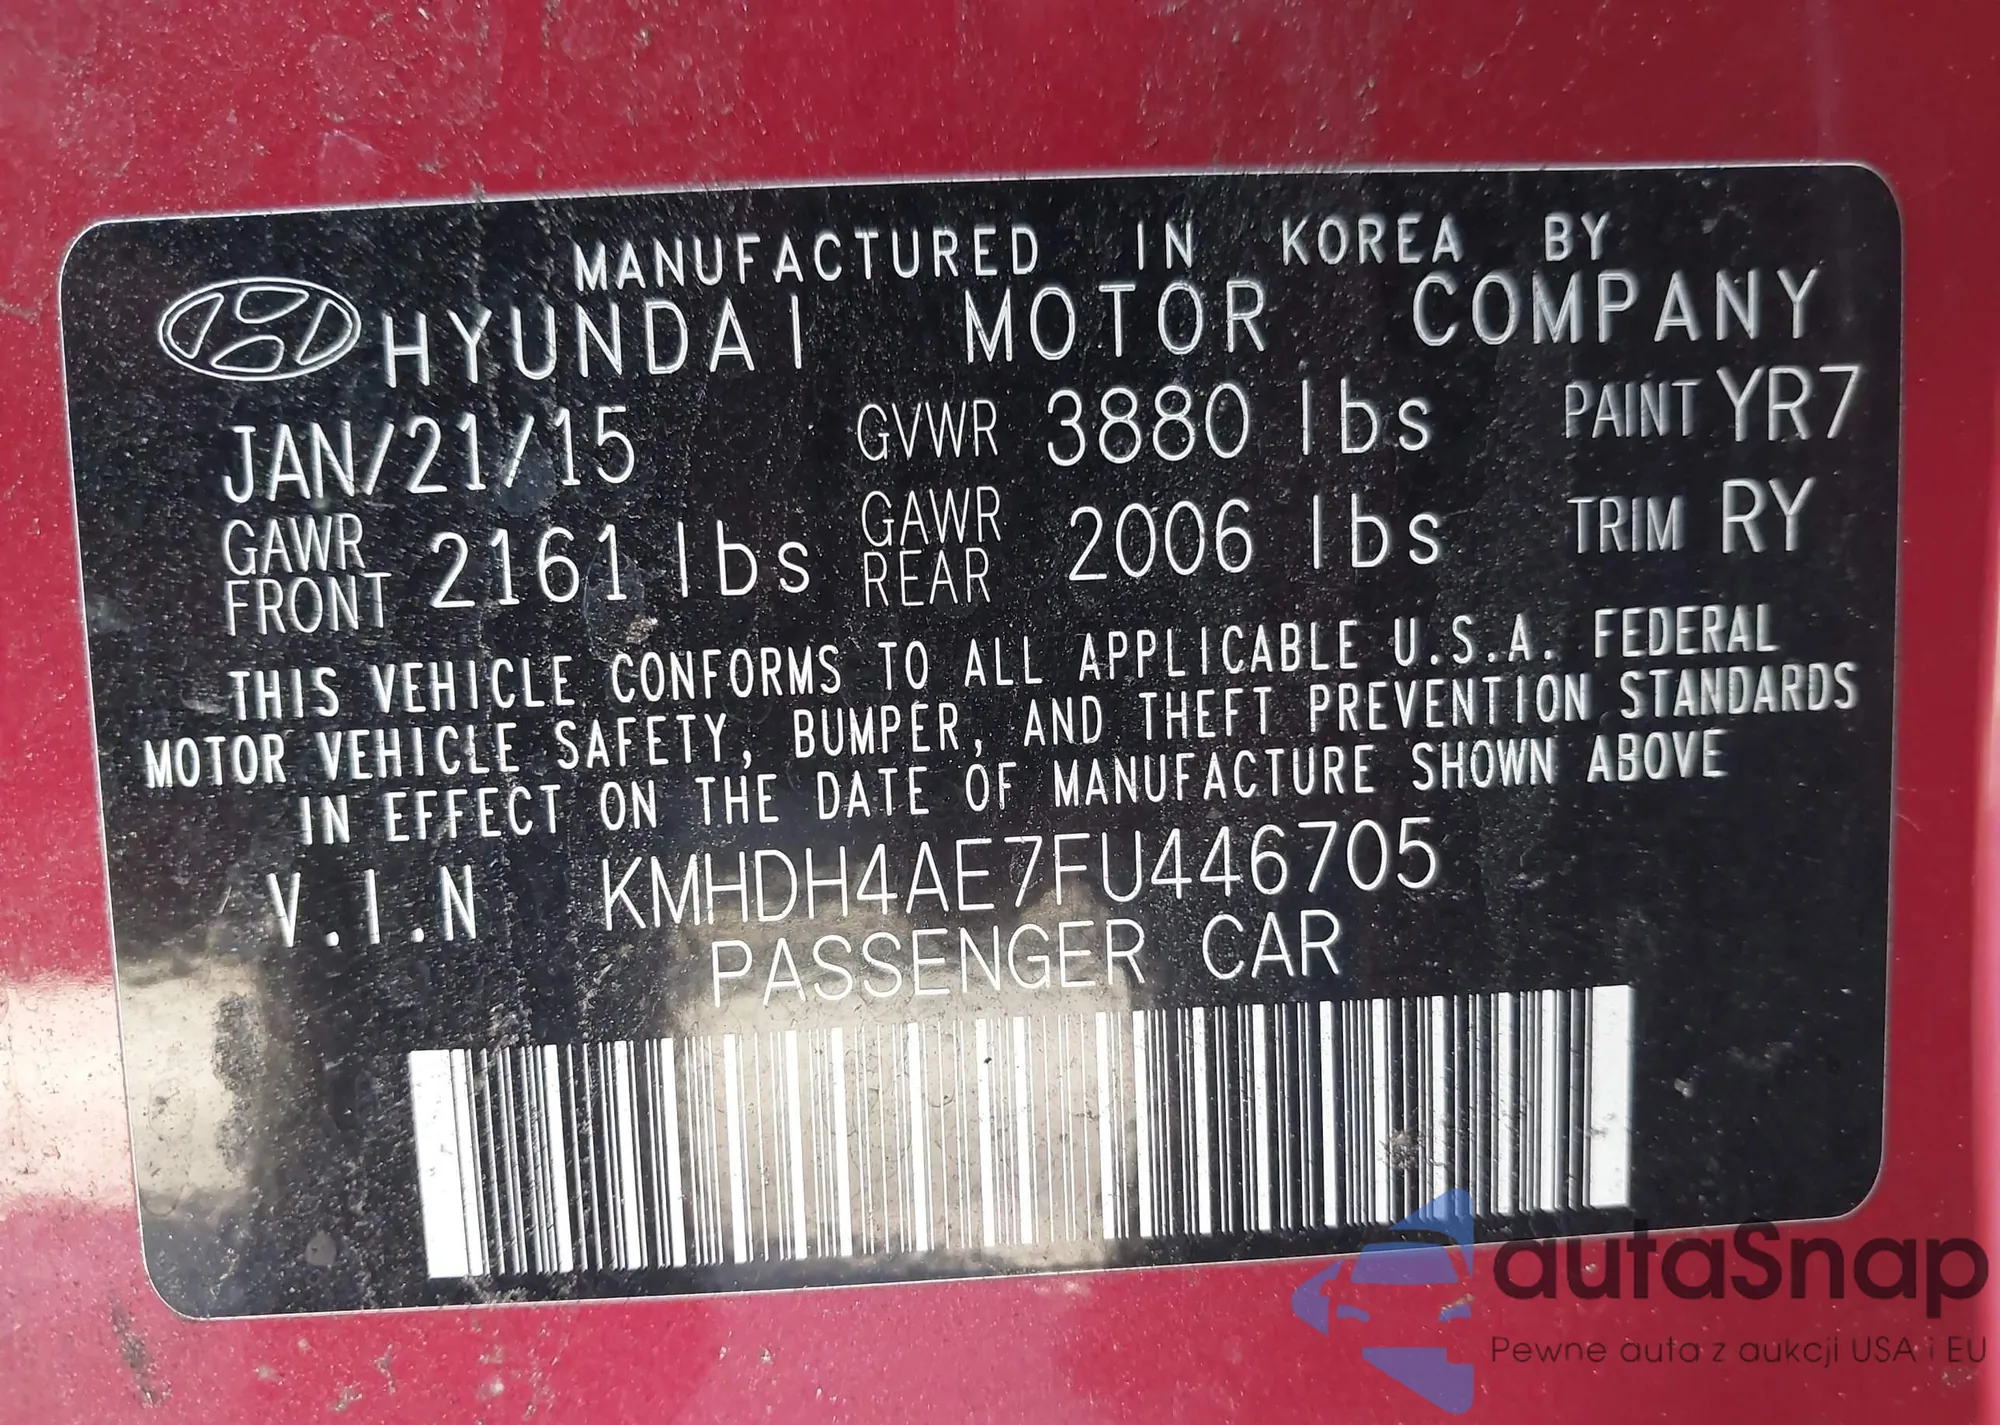 MANUFACTURED IN KOREA BY
HYUNDAI MOTOR COMPANY
JAN/21/15 GVWR 3880 lbs PAINT YR7
GAWR FRONT 2161 lbs GAWR REAR 2006 lbs TRIM RY
THIS VEHICLE CONFORMS TO ALL APPLICABLE U.S.A. FEDERAL
MOTOR VEHICLE SAFETY, BUMPER, AND THEFT PREVENTION STANDARDS
IN EFFECT ON THE DATE OF MANUFACTURE SHOWN ABOVE
V.I.N KMHDH4AE7FU446705
PASSENGER CAR
autaSnap
Pewne auta z aukcji USA i EU